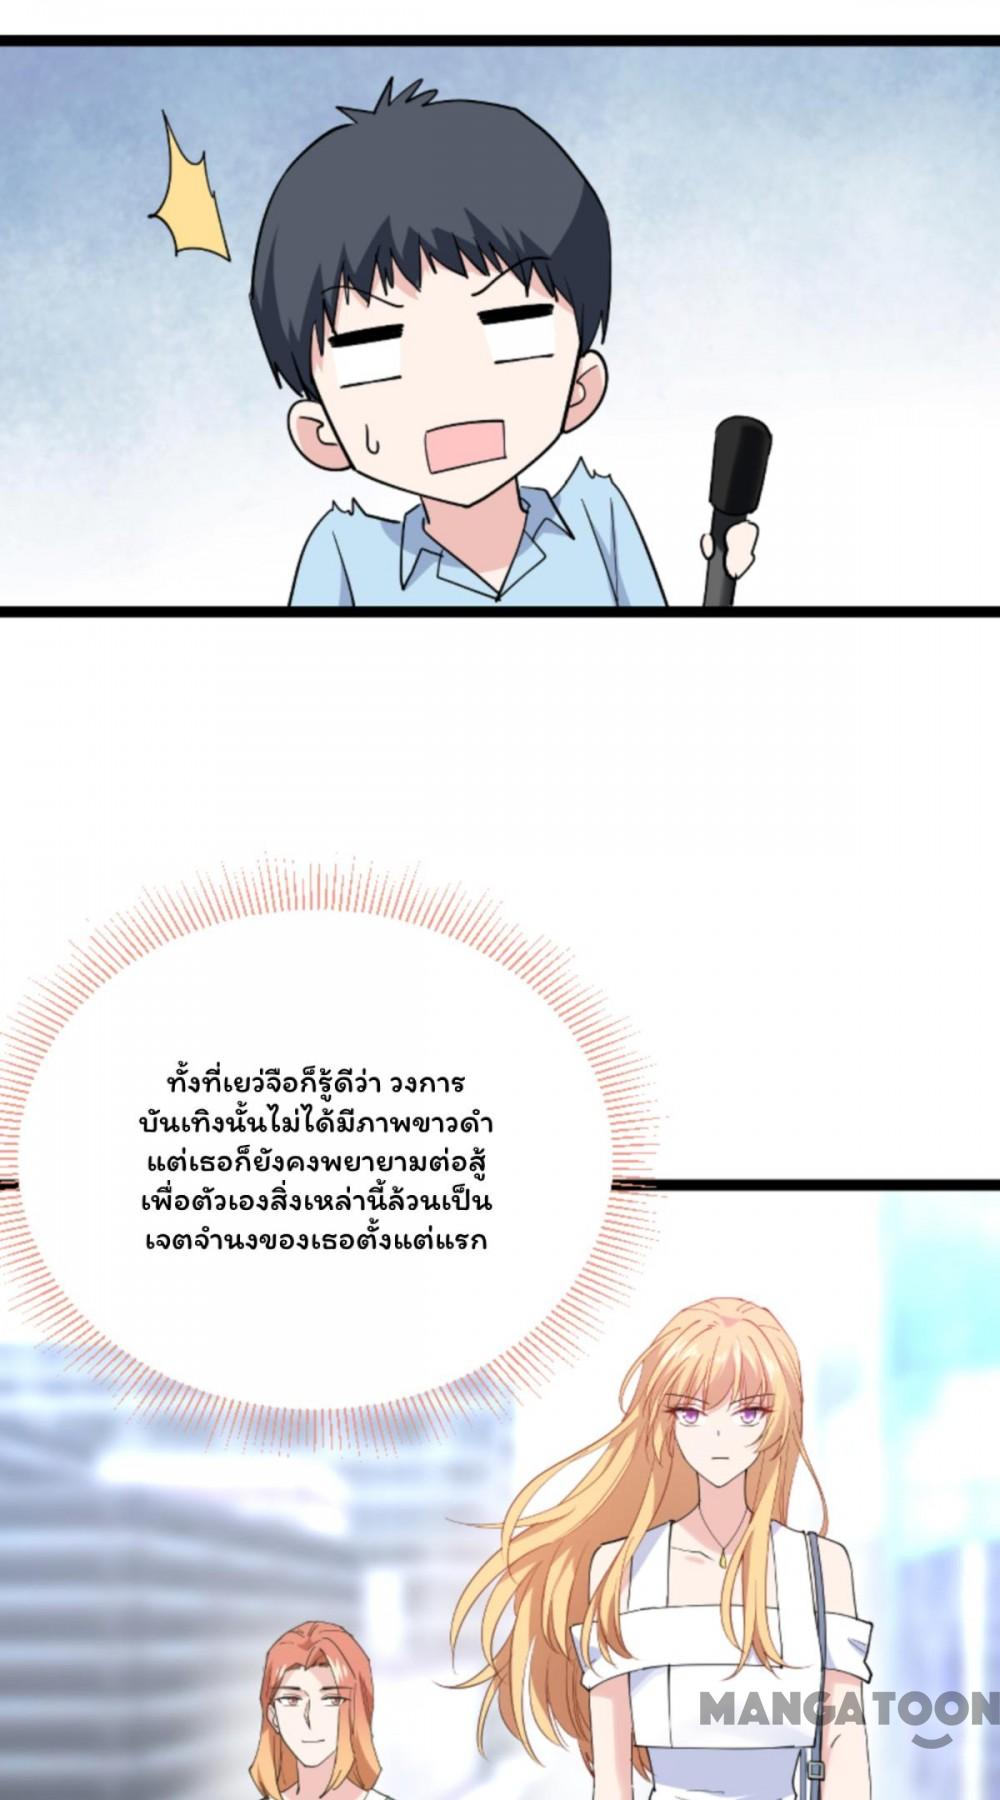 ทั้งที่เยว่จือก็รู้ดีว่า วงการ
บันเทิงนั้นไม่ได้มีภาพขาวดำ
แต่เธอก็ยังคงพยายามต่อสู้
เพื่อตัวเองสิ่งเหล่านี้ล้วนเป็น
เจตจำนงของเธอตั้งแต่แรก
MANGATOON